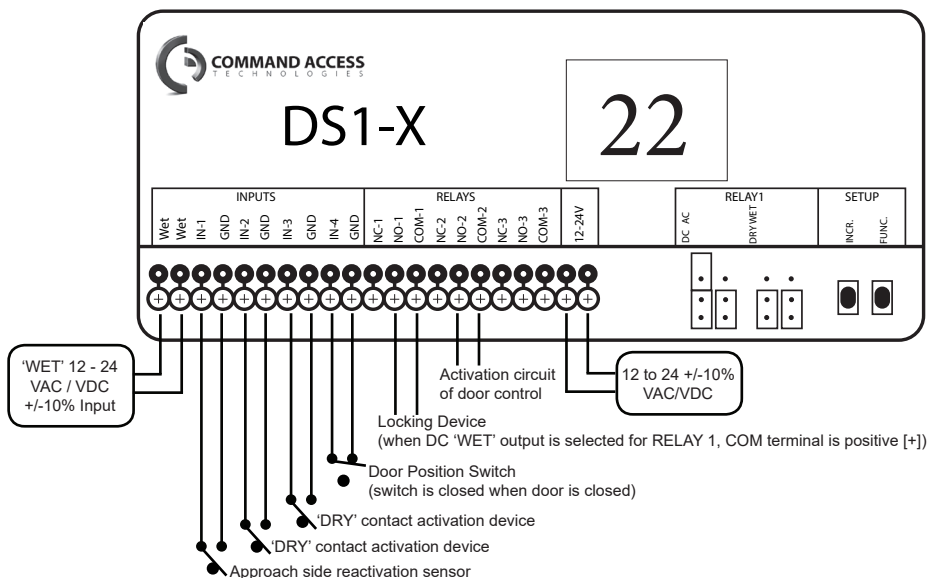 COMMAND ACCESS
TECHNOLOGIES
DS1-X
22
INPUTS
RELAYS
RELAY1
SETUP
Wet
Wet
IN-1
GND
IN-2
GND
IN-3
GND
IN-4
GND
NC-1
NO-1
COM-1
NC-2
NO-2
COM-2
NC-3
NO-3
COM-3
12-24V
DC AC
DRY WET
INCR.
FUNC.
'WET' 12 - 24
VAC / VDC
+/-10% Input
Activation circuit
of door control
12 to 24 +/-10%
VAC/VDC
Locking Device
(when DC 'WET' output is selected for RELAY 1, COM terminal is positive [+])
Door Position Switch
(switch is closed when door is closed)
'DRY' contact activation device
'DRY' contact activation device
Approach side reactivation sensor